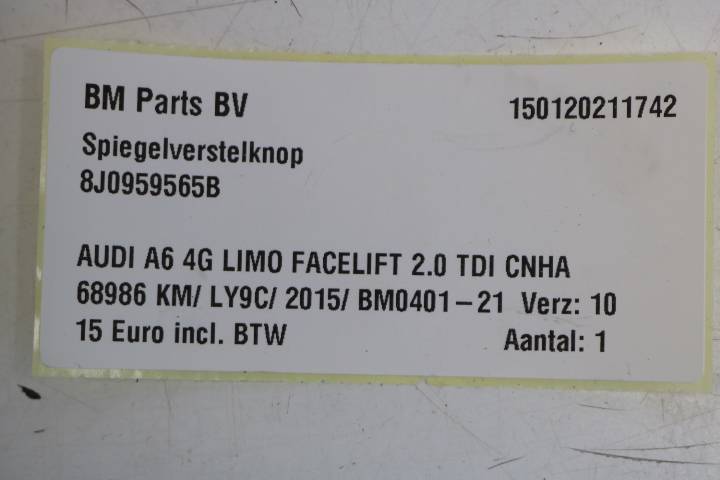 BM Parts BV 150120211742
Spiegelverstelknop
8J0959565B
AUDI A6 4G LIMO FACELIFT 2.0 TDI CNHA
68986 KM/ LY9C/ 2015/ BM0401-21 Verz: 10
15 Euro incl. BTW Aantal: 1